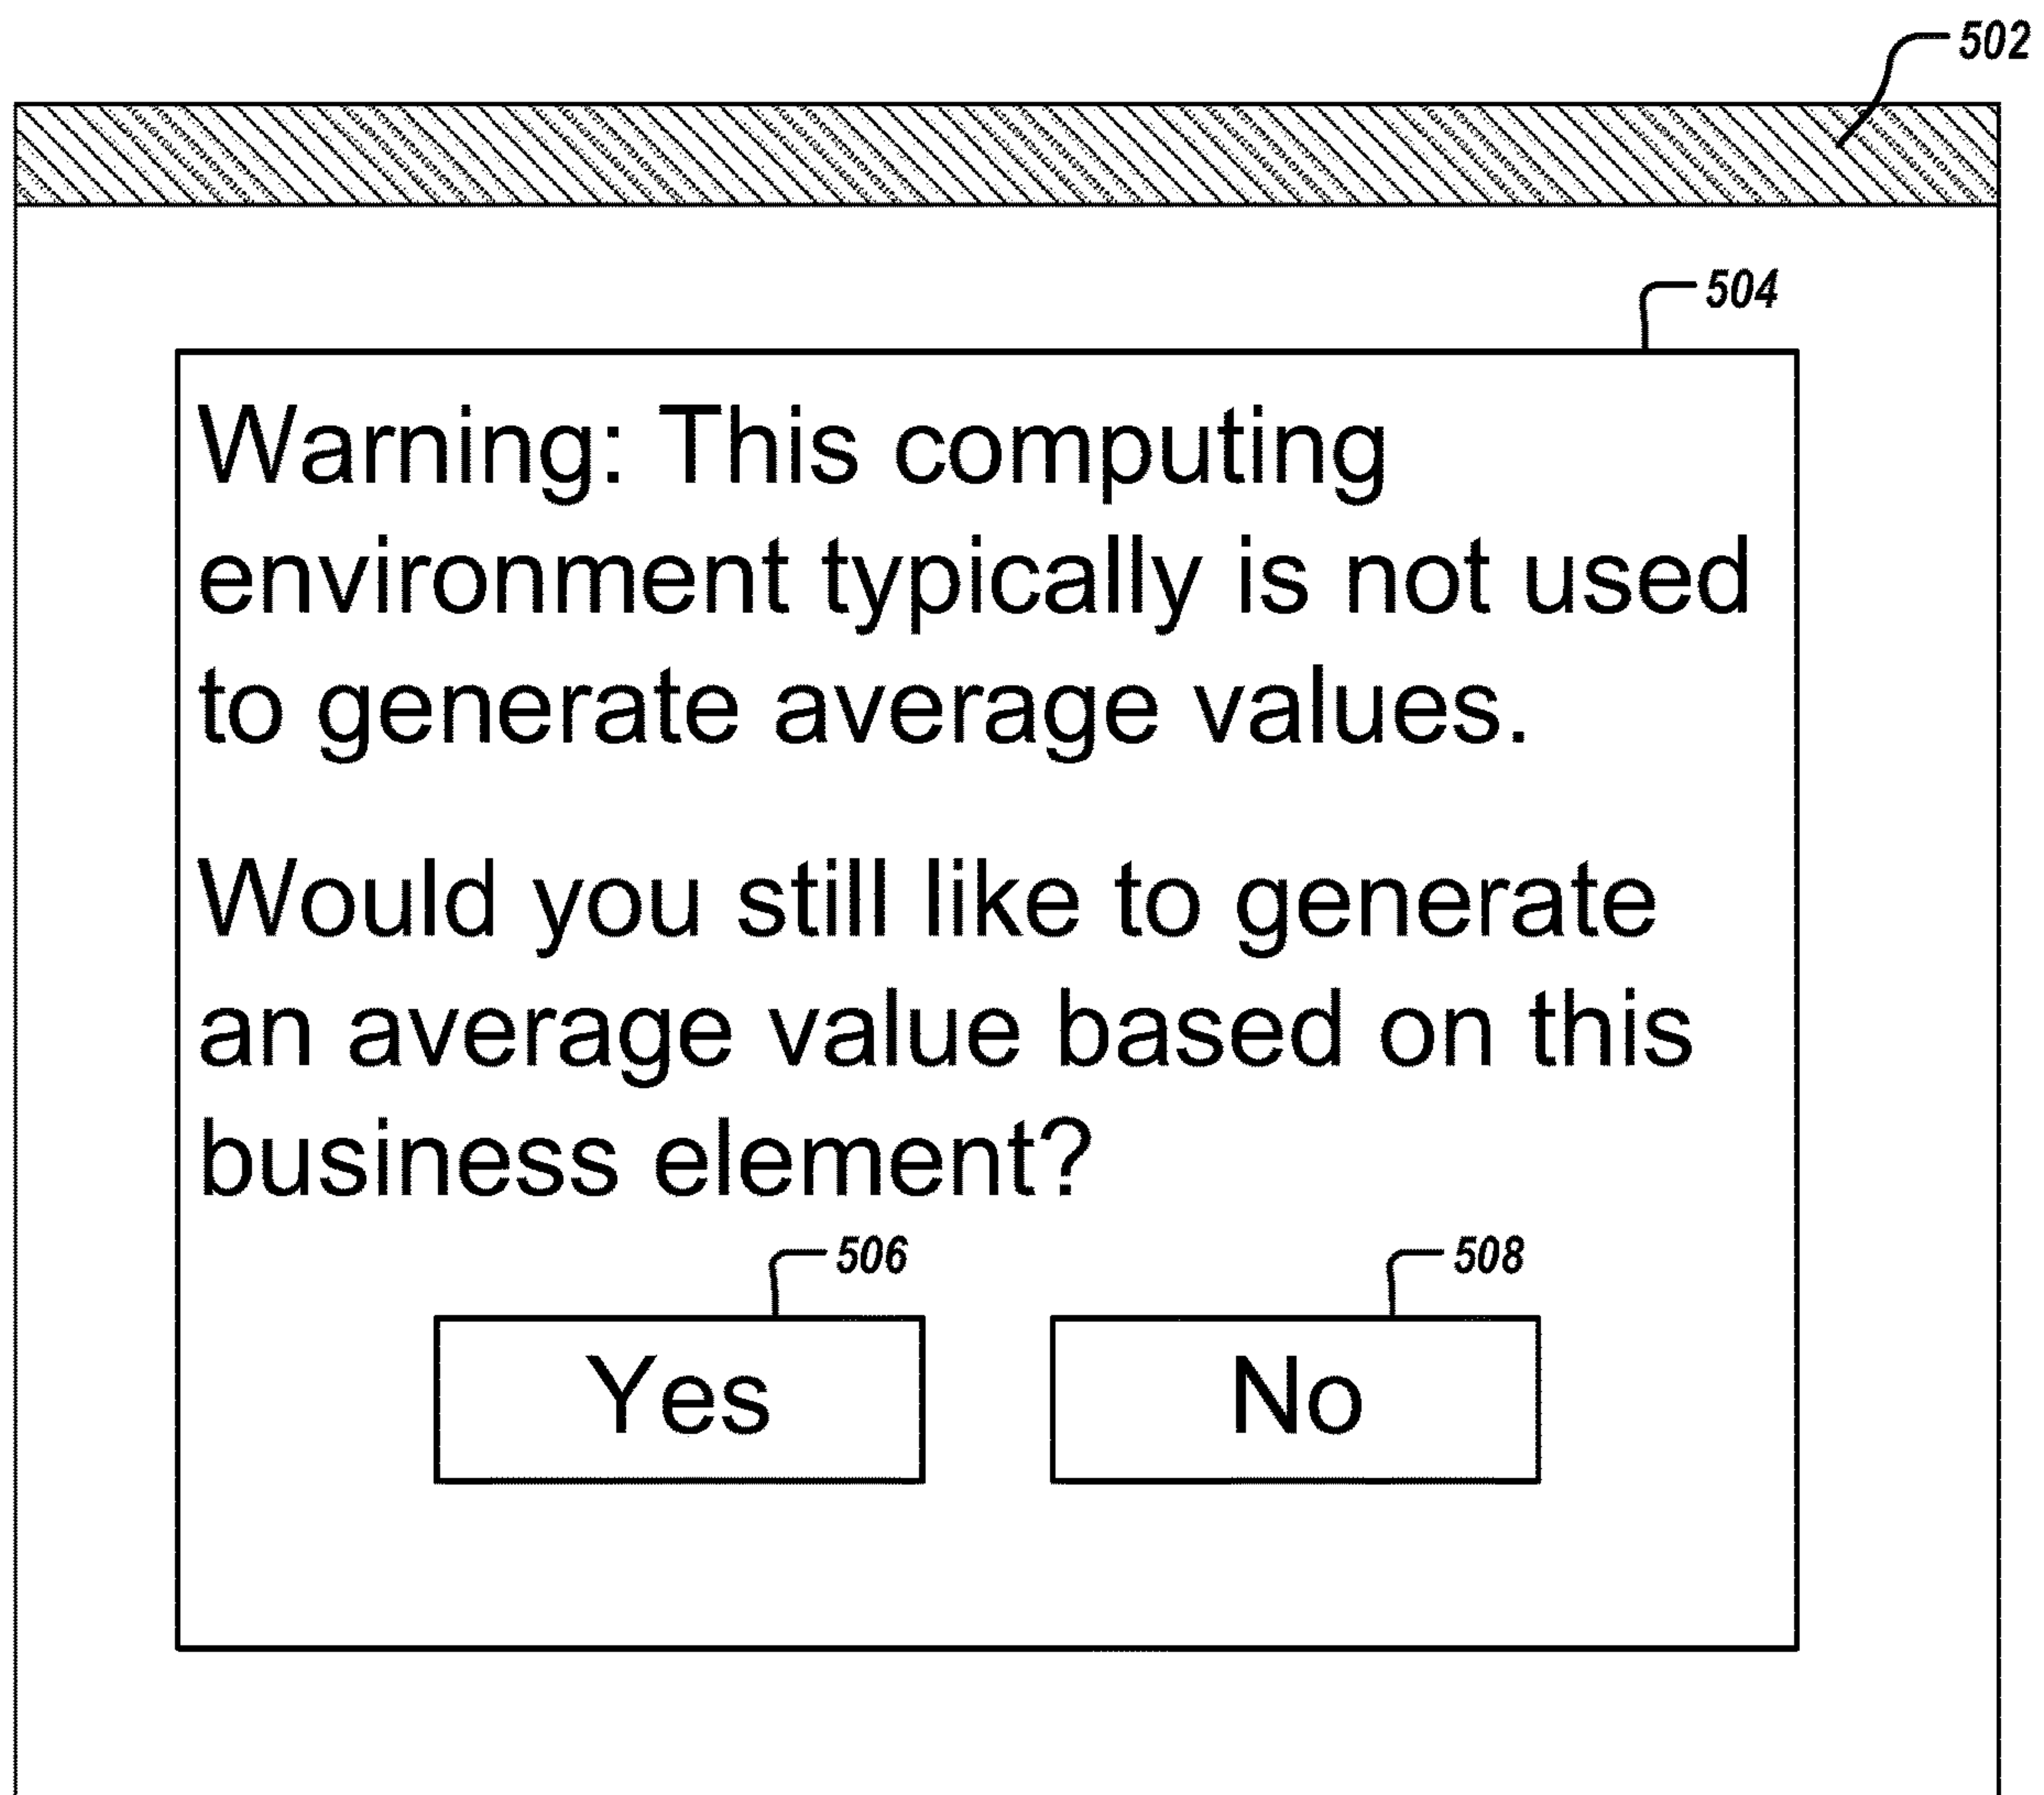 502
504
Warning: This computing
environment typically is not used
to generate average values.
Would you still like to generate
an average value based on this
business element?
506
508
Yes
No